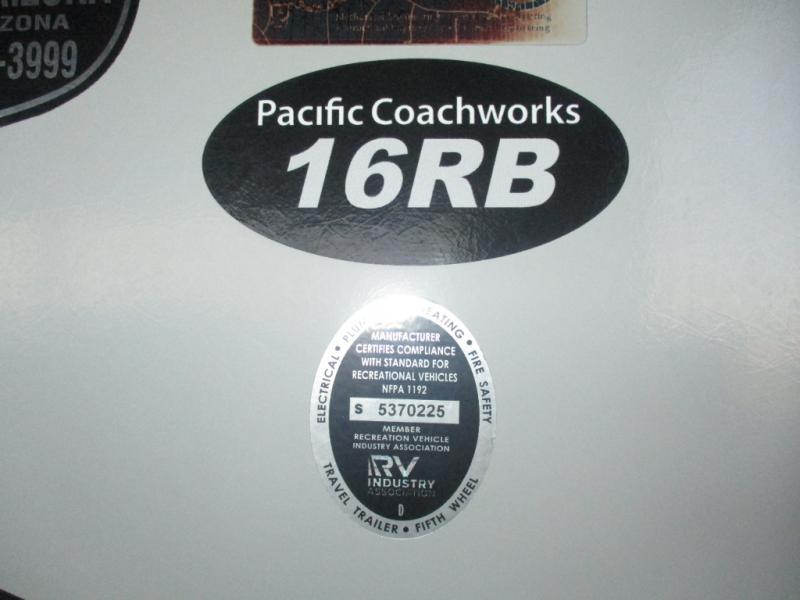 ZONA
-3999
Pacific Coachworks
16RB
ELECTRICAL • HEATING • FIRE SAFETY
MANUFACTURER
CERTIFIES COMPLIANCE
WITH STANDARD FOR
RECREATIONAL VEHICLES
NFPA 1192
S 5370225
MEMBER
RECREATION VEHICLE
INDUSTRY ASSOCIATION
RV
INDUSTRY
ASSOCIATION
D
TRAVEL TRAILER • FIFTH WHEEL